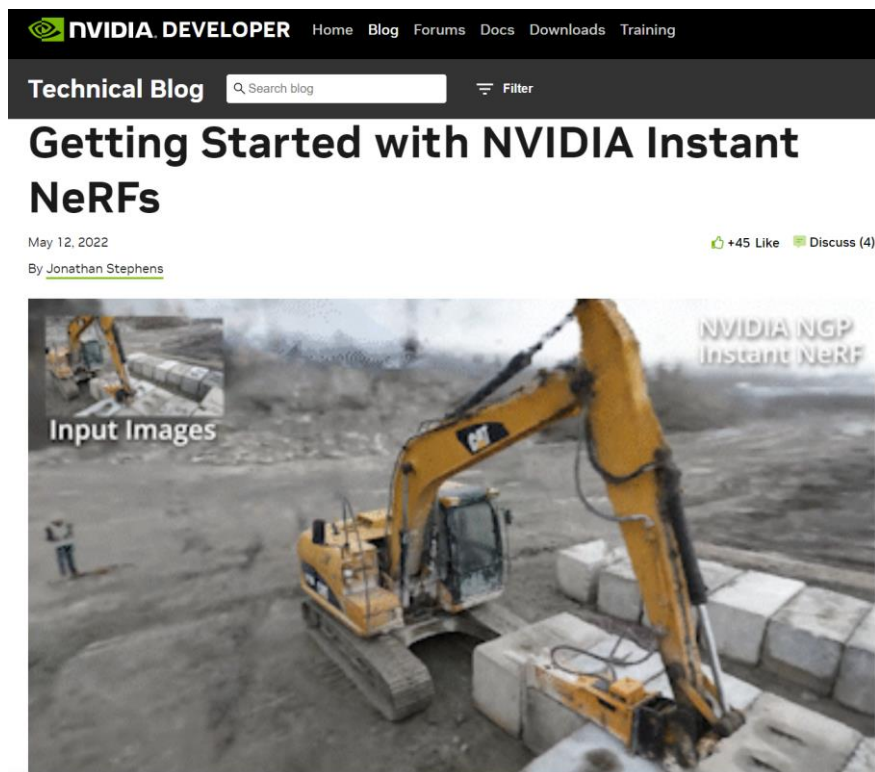 NVIDIA. DEVELOPER Home Blog Forums Docs Downloads Training
Technical Blog Search blog Filter
Getting Started with NVIDIA Instant
NeRFs
May 12, 2022
+45 Like Discuss (4)
By Jonathan Stephens
NVIDIA NGP
Instant NeRF
Input Images
CAT